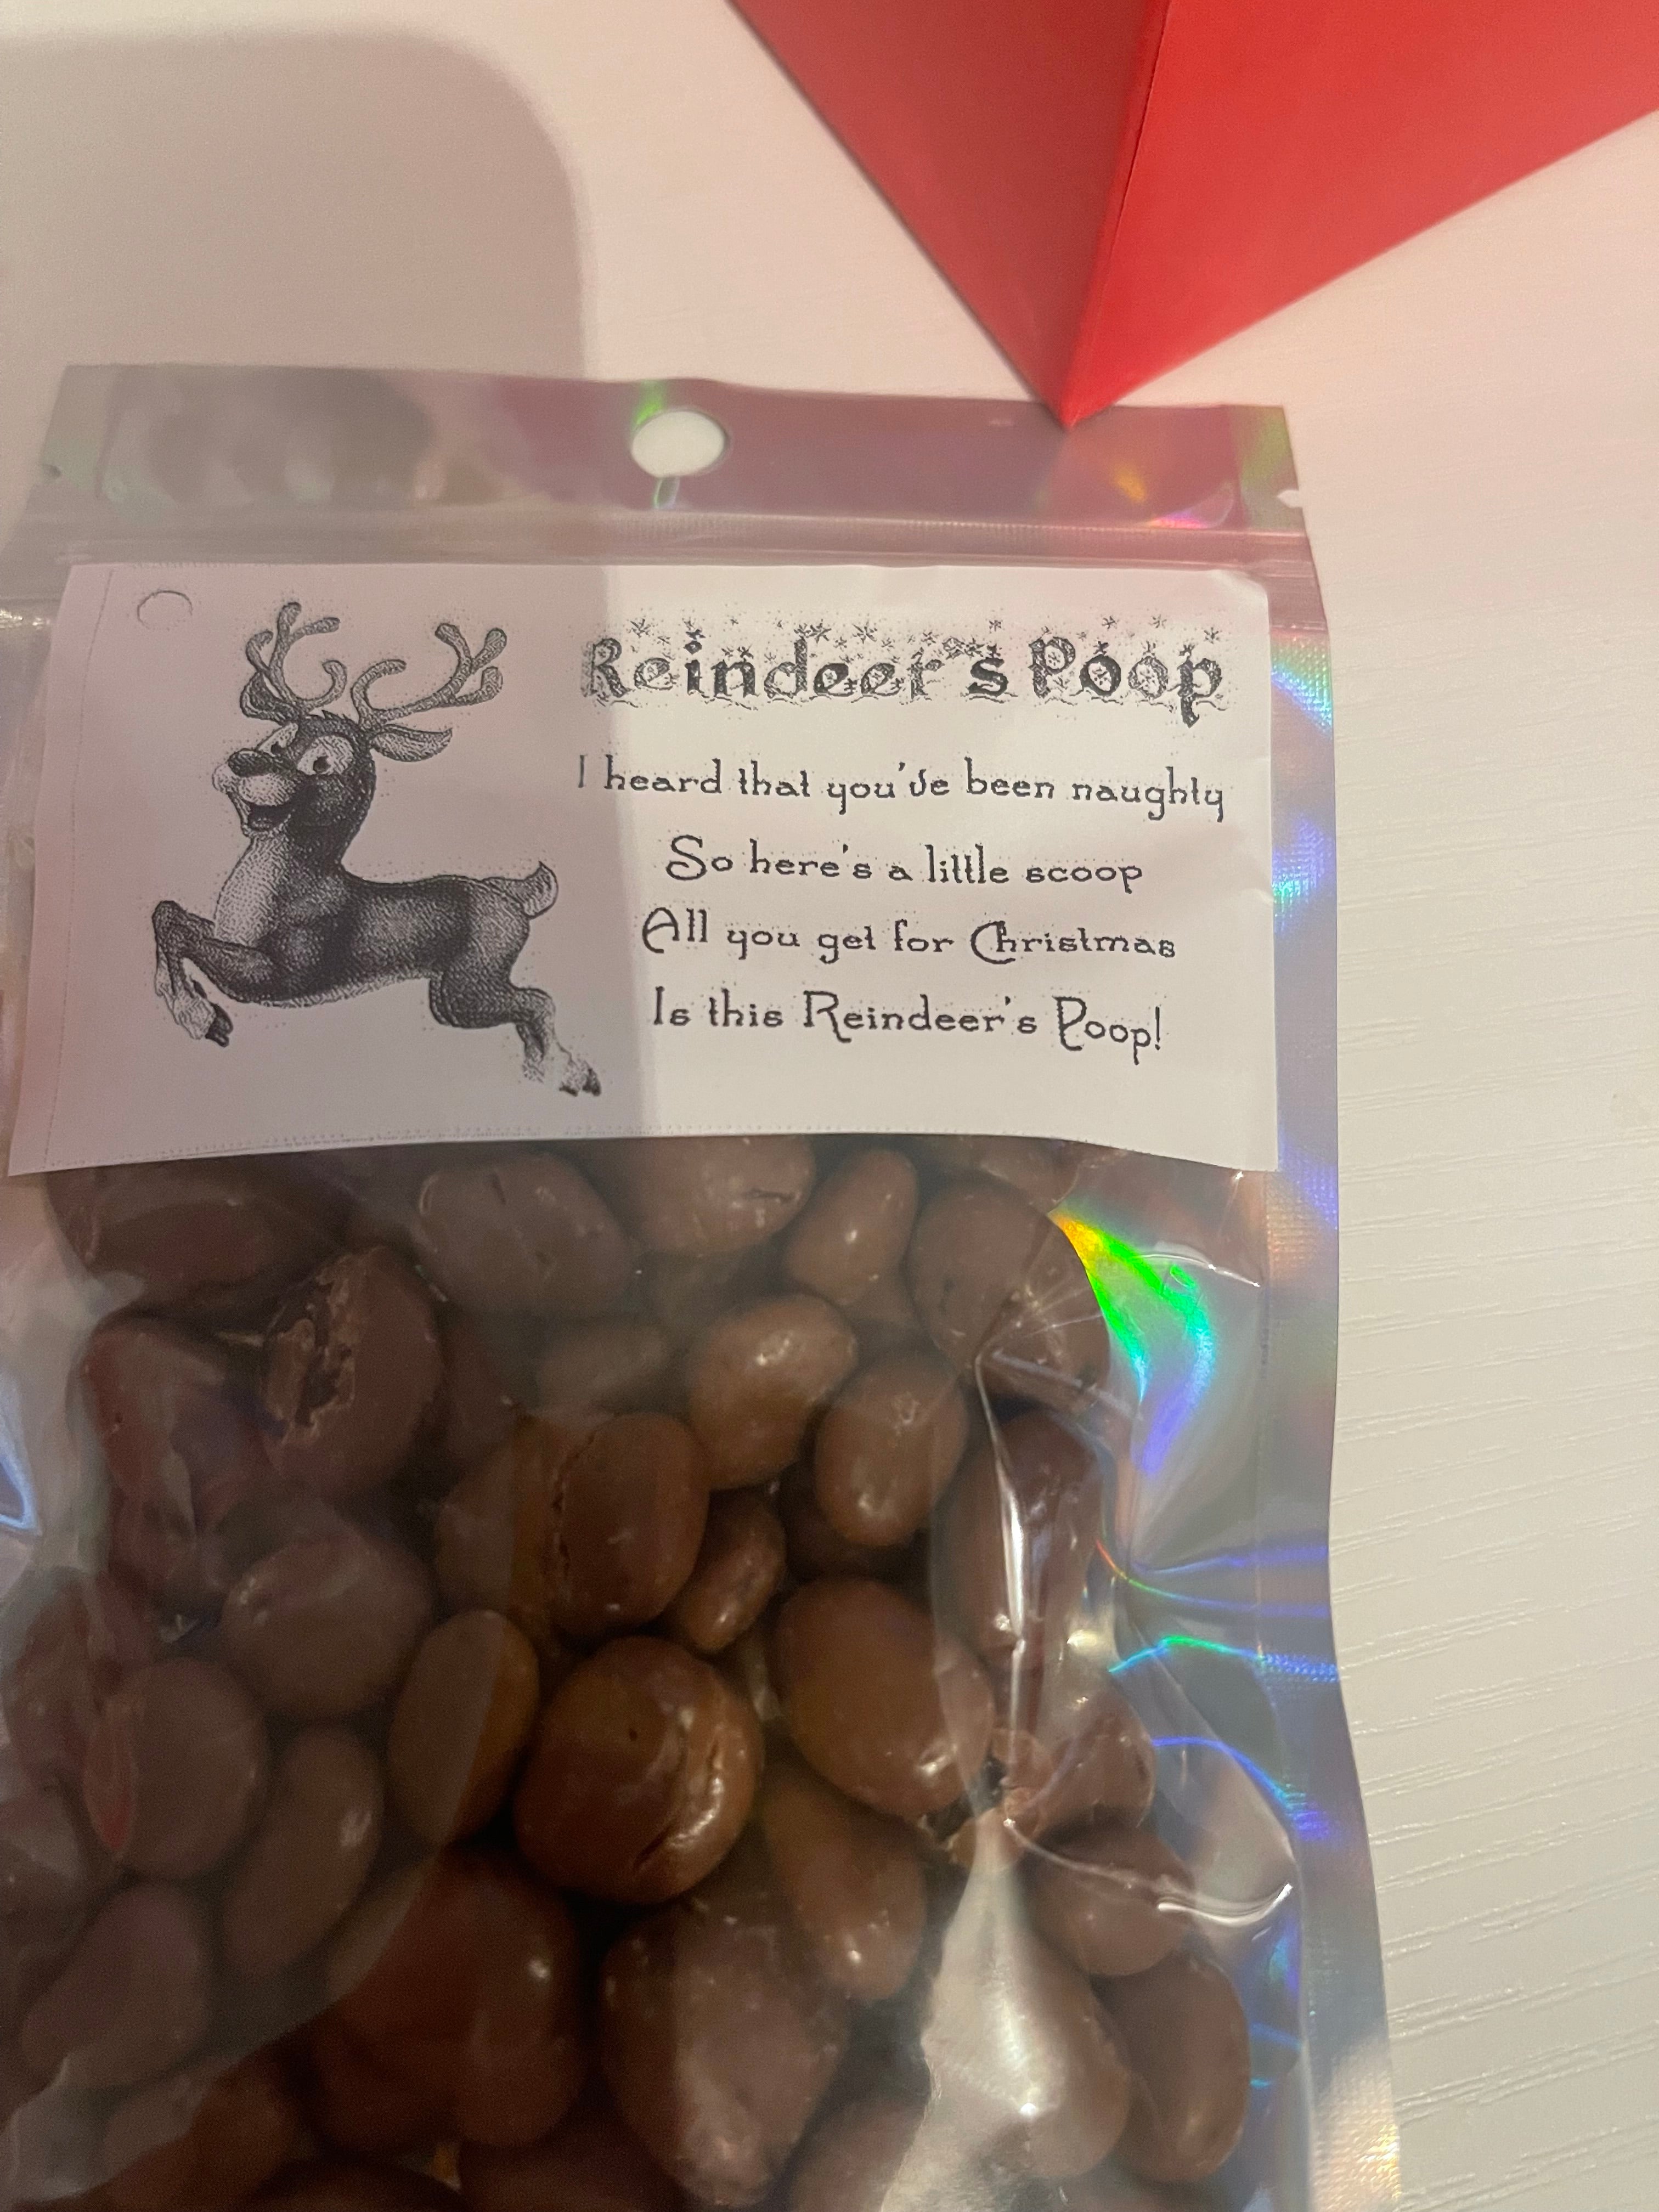 Reindeer's Poop
I heard that you've been naughty
So here's a little scoop
All you get for Christmas
Is this Reindeer's Poop!